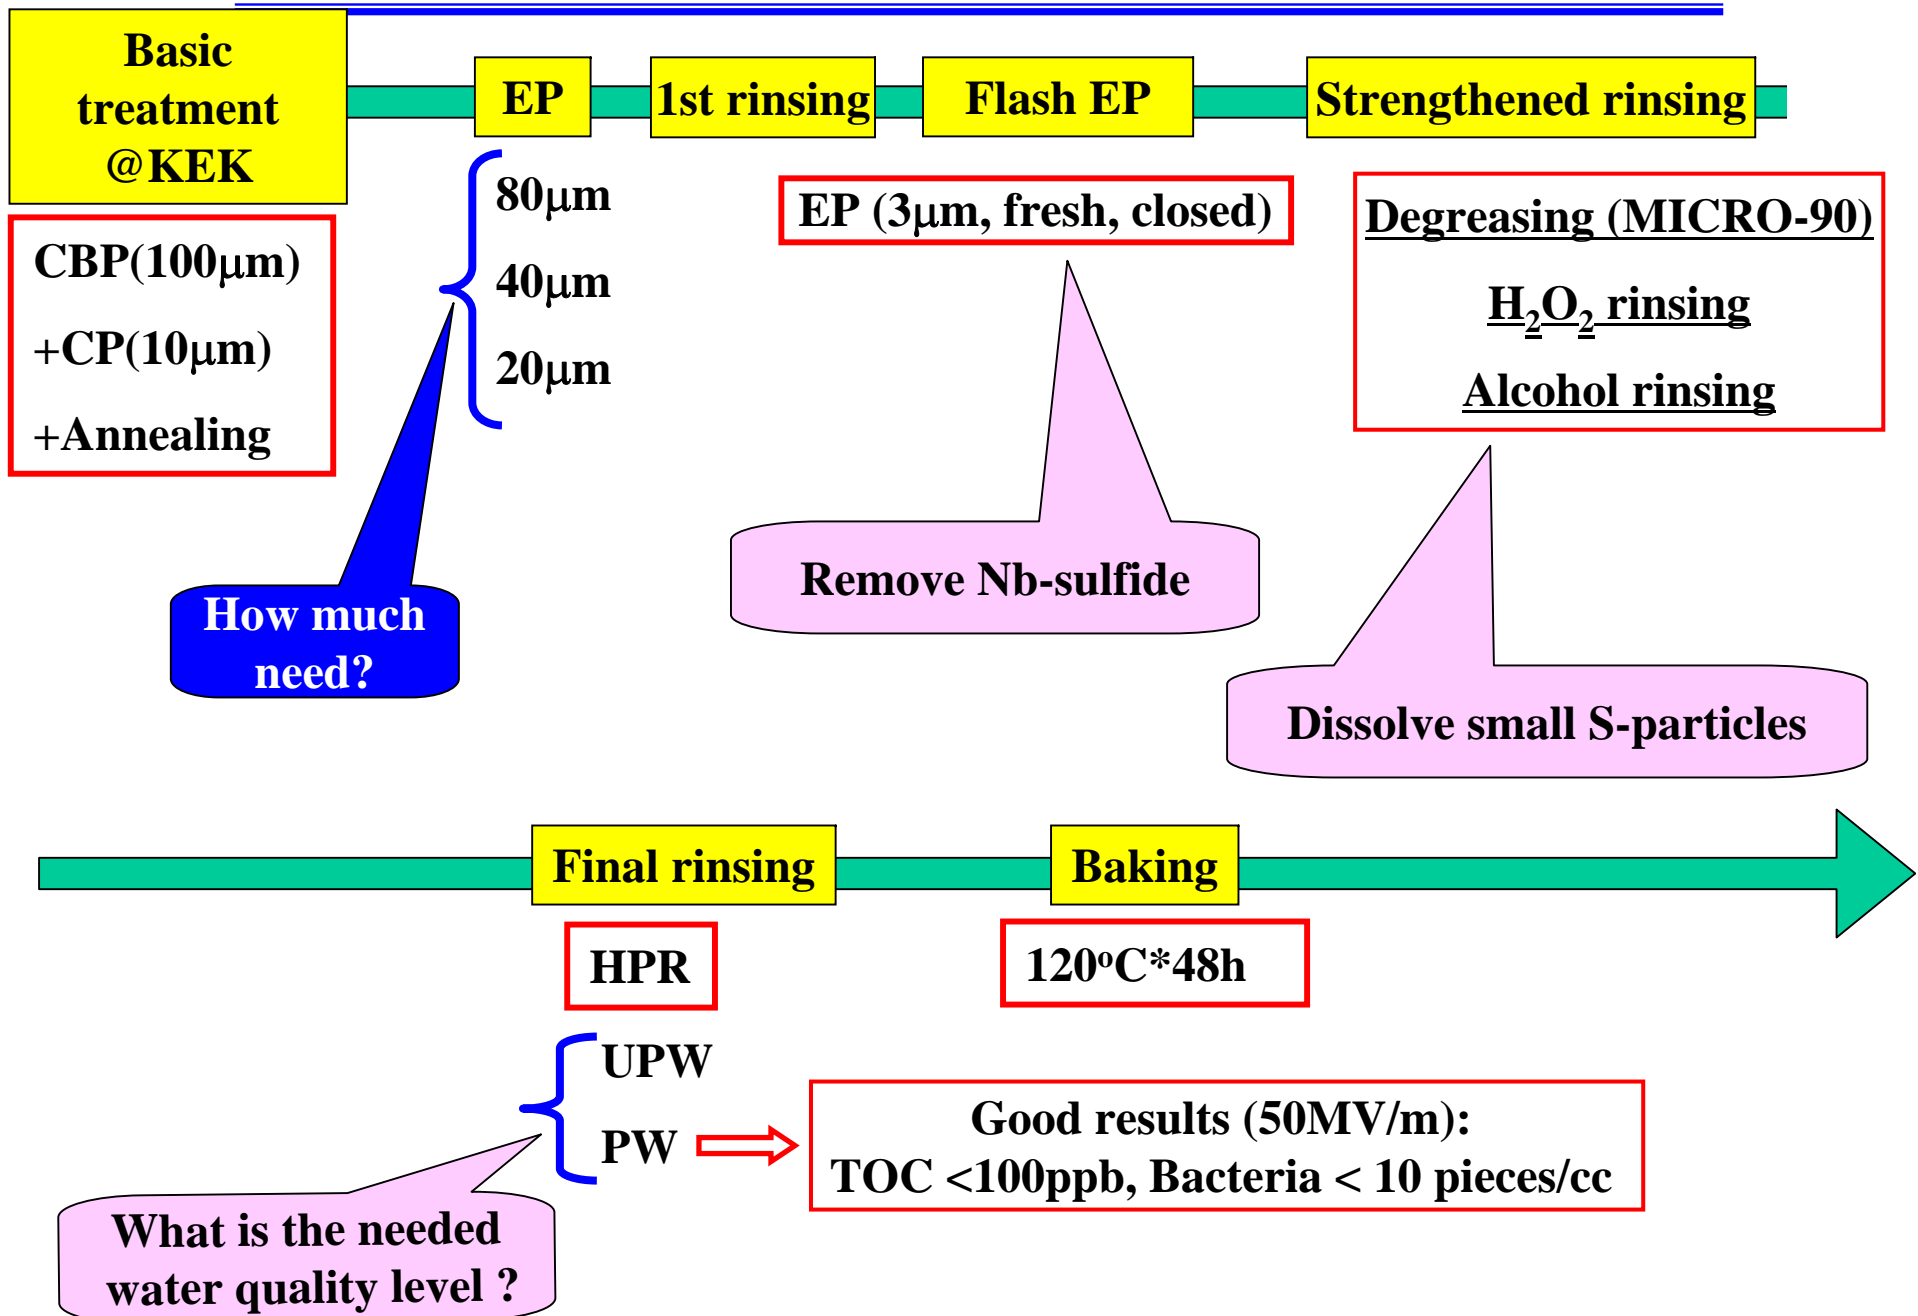 Basic
treatment
@KEK
EP
1st rinsing
Flash EP
Strengthened rinsing
CBP(100μm)
+CP(10μm)
+Annealing
80μm
40μm
20μm
How much
need?
EP (3μm, fresh, closed)
Remove Nb-sulfide
Degreasing (MICRO-90)
H₂O₂ rinsing
Alcohol rinsing
Dissolve small S-particles
Final rinsing
Baking
HPR
120°C*48h
UPW
PW
Good results (50MV/m):
TOC <100ppb, Bacteria < 10 pieces/cc
What is the needed
water quality level ?